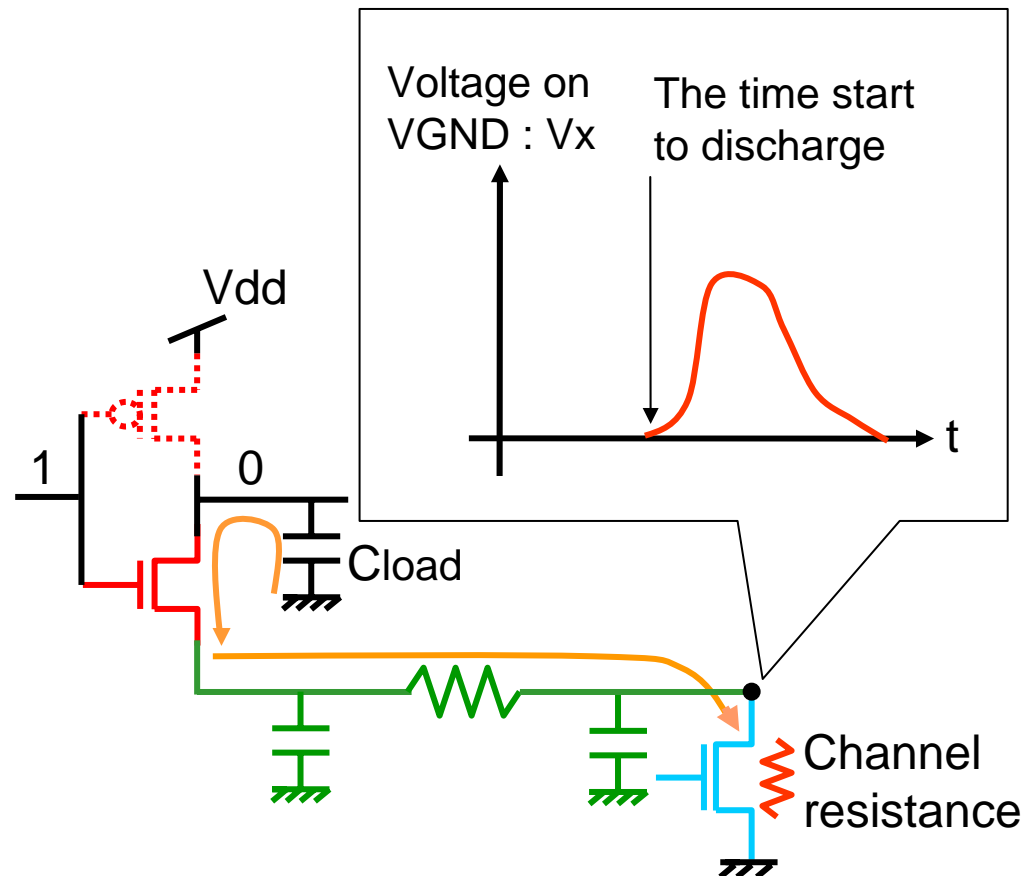 Voltage on
VGND : Vx
The time start
to discharge
t
Vdd
1
0
Cload
Channel
resistance